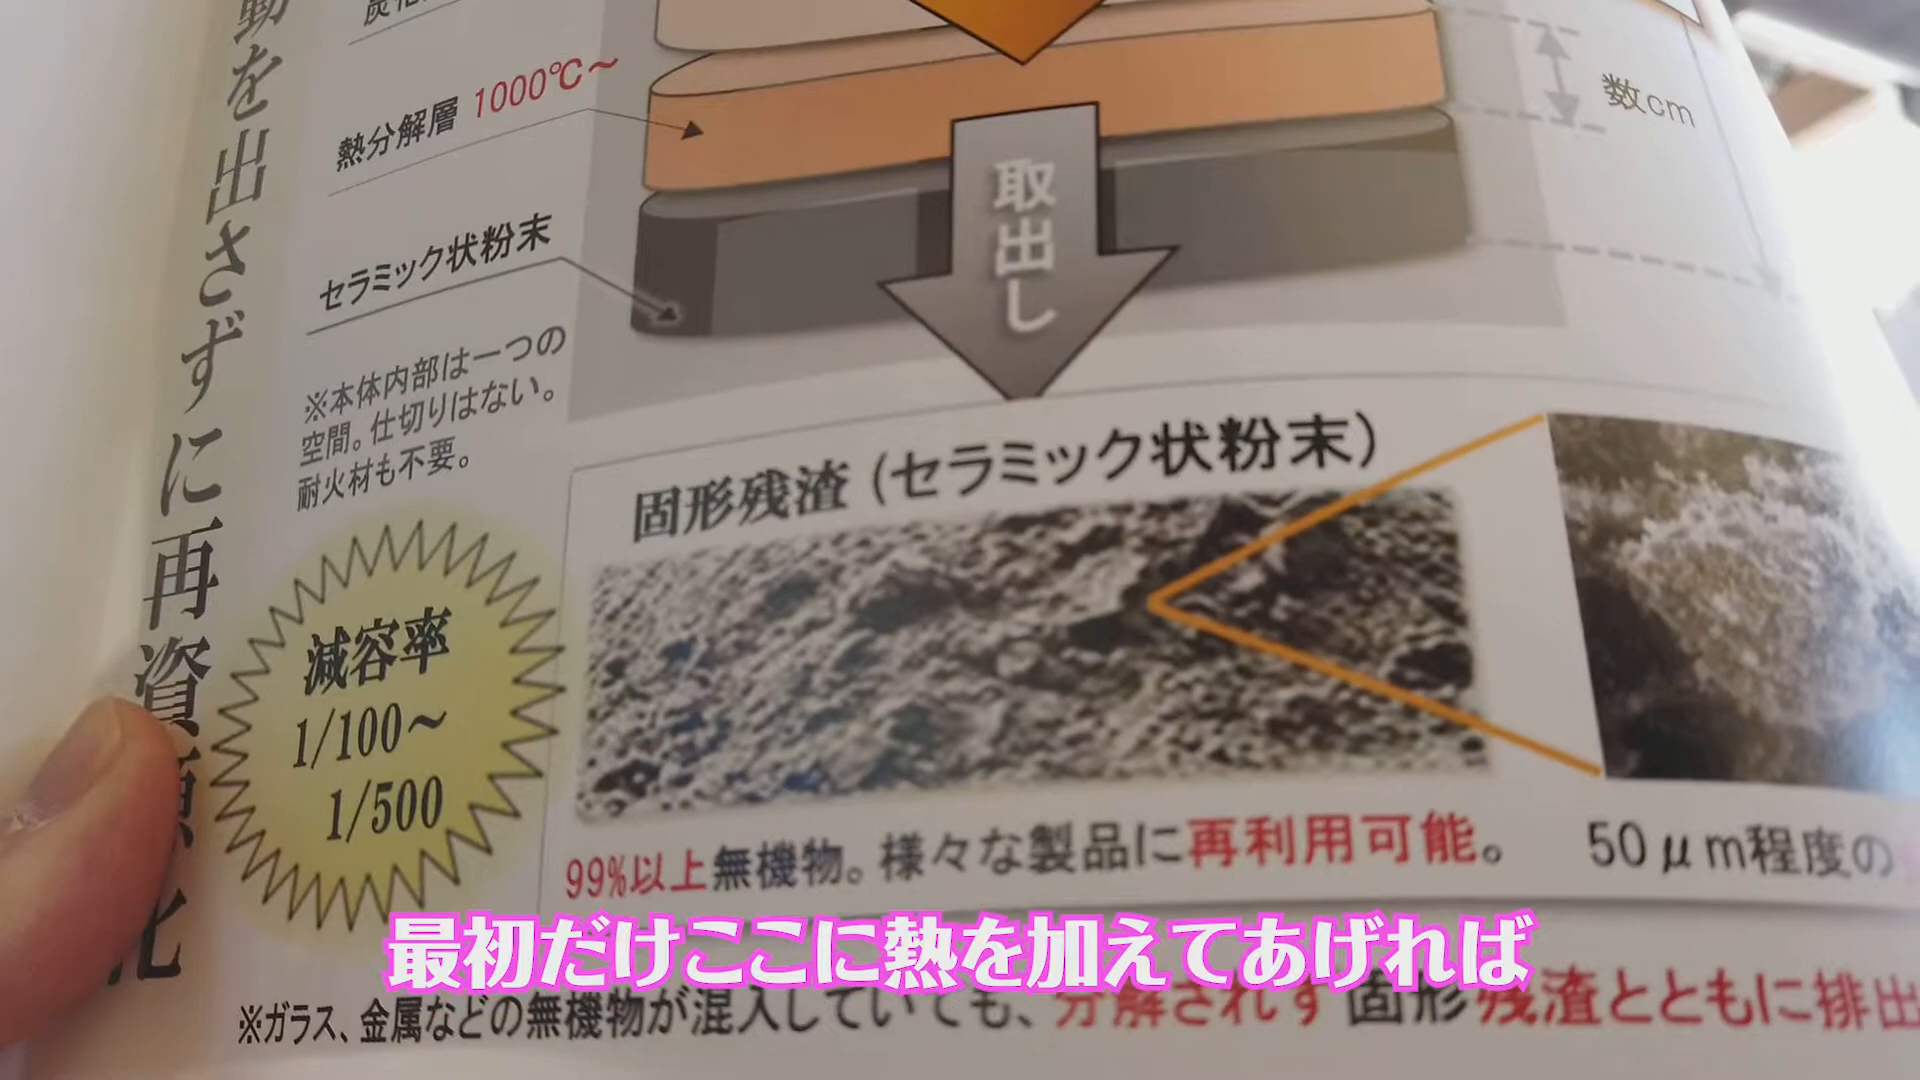 動を出さずに再資源化
熱分解層 1000℃～
数cm
セラミック状粉末
取出し
※本体内部は一つの
空間。仕切りはない。
耐火材も不要。
固形残渣（セラミック状粉末）
減容率
1/100～
1/500
99%以上無機物。様々な製品に再利用可能。
50μm程度の
最初だけここに熱を加えてあげれば
※ガラス、金属などの無機物が混入していても、分解されず固形残渣とともに排出